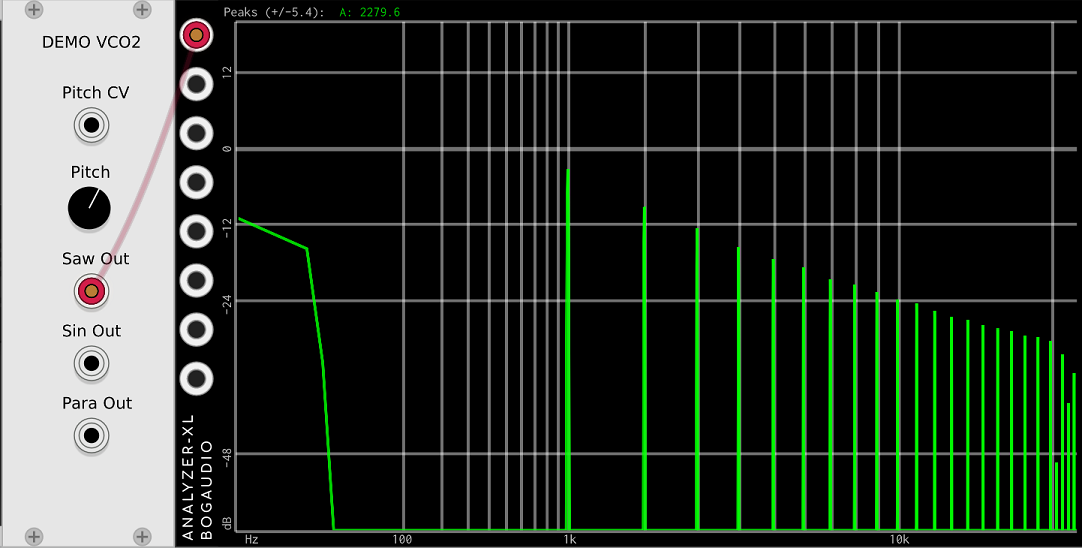 DEMO VCO2
Pitch CV
Pitch
Saw Out
Sin Out
Para Out
ANALYZER-XL
BOGAUDIO
Peaks (+/-5.4): A: 2279.6
12
0
-12
-24
-48
dB
Hz 100 1k 10k